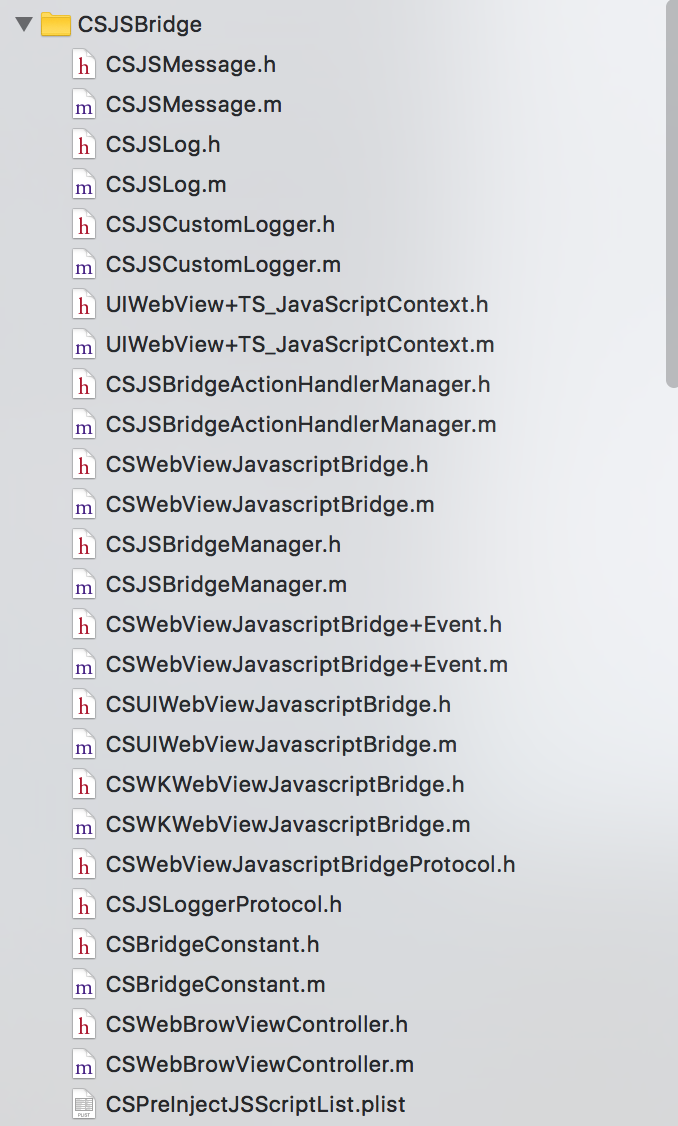 CSJSBridge
h CSJSMessage.h
m CSJSMessage.m
h CSJSLog.h
m CSJSLog.m
h CSJSCustomLogger.h
m CSJSCustomLogger.m
h UIWebView+TS_JavaScriptContext.h
m UIWebView+TS_JavaScriptContext.m
h CSJSBridgeActionHandlerManager.h
m CSJSBridgeActionHandlerManager.m
h CSWebViewJavascriptBridge.h
m CSWebViewJavascriptBridge.m
h CSJSBridgeManager.h
m CSJSBridgeManager.m
h CSWebViewJavascriptBridge+Event.h
m CSWebViewJavascriptBridge+Event.m
h CSUIWebViewJavascriptBridge.h
m CSUIWebViewJavascriptBridge.m
h CSWKWebViewJavascriptBridge.h
m CSWKWebViewJavascriptBridge.m
h CSWebViewJavascriptBridgeProtocol.h
h CSJSLoggerProtocol.h
h CSBridgeConstant.h
m CSBridgeConstant.m
h CSWebBrowViewController.h
m CSWebBrowViewController.m
PLIST CSPreInjectJSScriptList.plist